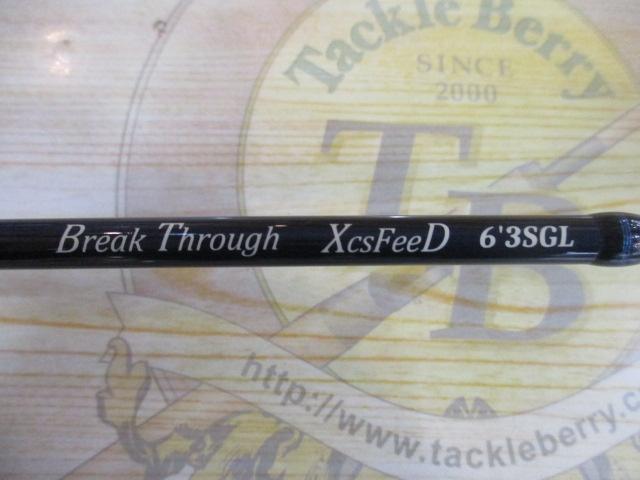 Tackle Berry
SINCE
2000
TB
Break Through XcsFeeD 6'3SGL
http://www.tackleberry.c